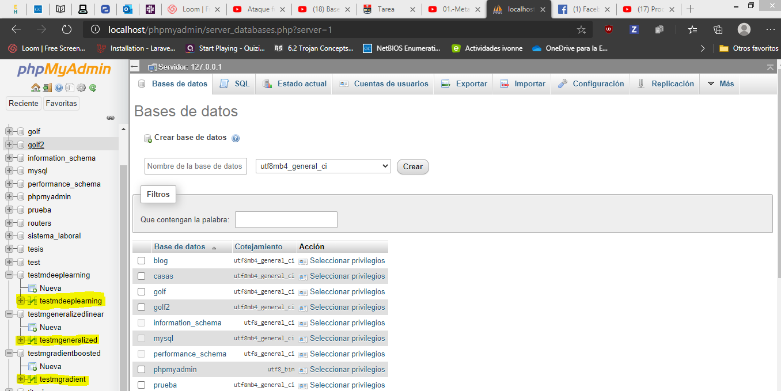 Loom | F
Ataque
(18) Base
Tarea
01.-Mete
localhos
(1) Faceb
(17) Pro
localhost/phpmyadmin/server_databases.php?server=1
Loom | Free Screen...
Installation - Larave...
Start Playing - Quizi...
6.2 Trojan Concepts...
NetBIOS Enumerati...
Actividades ivonne
OneDrive para la E...
Otros favoritos
phpMyAdmin
Reciente Favoritas
golf
golf2
information_schema
mysql
performance_schema
phpmyadmin
prueba
routers
sistema_laboral
tesis
test
testmdeeplearning
Nueva
testmdeeplearning
testmgeneralizedlinear
Nueva
testmgeneralized
testmgradientboosted
Nueva
testmgradient
Servidor: 127.0.0.1
Bases de datos SQL Estado actual Cuentas de usuarios Exportar Importar Configuración Replicación Más
Bases de datos
Crear base de datos
Nombre de la base de datos utf8mb4_general_ci Crear
Filtros
Que contengan la palabra:
Base de datos Cotejamiento Acción
blog utf8mb4_general_ci Seleccionar privilegios
casas utf8mb4_general_ci Seleccionar privilegios
golf utf8mb4_general_ci Seleccionar privilegios
golf2 utf8mb4_general_ci Seleccionar privilegios
information_schema utf8_general_ci Seleccionar privilegios
mysql utf8mb4_general_ci Seleccionar privilegios
performance_schema utf8_general_ci Seleccionar privilegios
phpmyadmin utf8_bin Seleccionar privilegios
prueba utf8mb4_general_ci Seleccionar privilegios